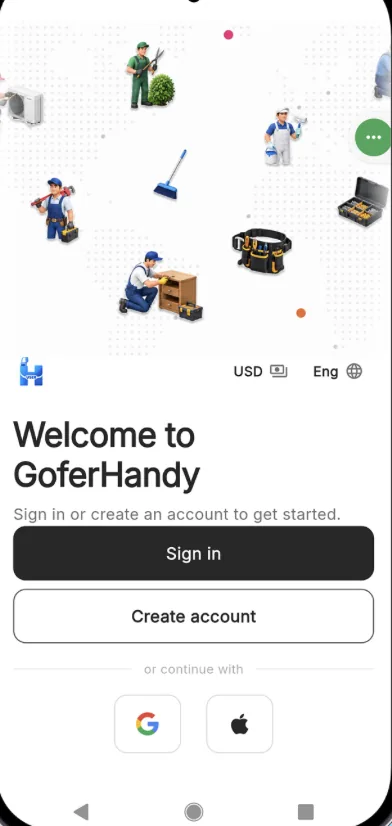 USD
Eng
Welcome to
GoferHandy
Sign in or create an account to get started.
Sign in
Create account
or continue with